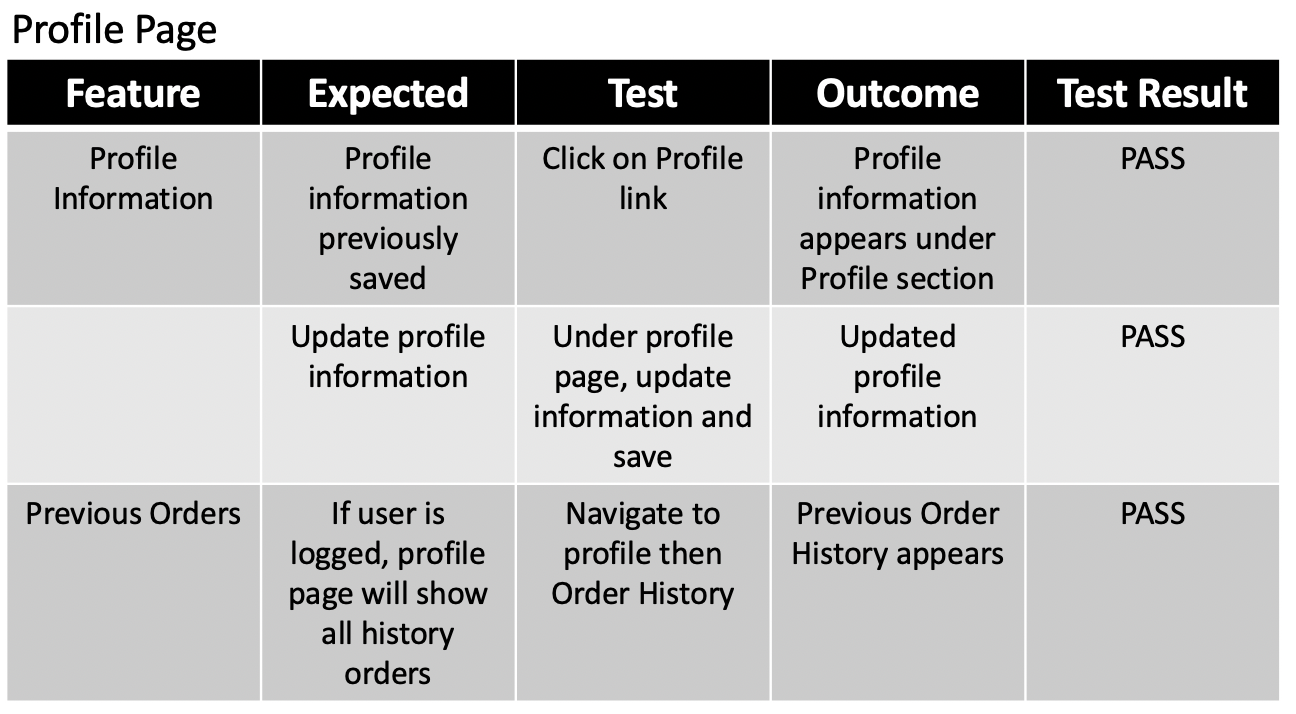 Profile Page
Feature Expected Test Outcome Test Result
Profile Information Profile information previously saved Click on Profile link Profile information appears under Profile section PASS
Update profile information Under profile page, update information and save Updated profile information PASS
Previous Orders If user is logged, profile page will show all history orders Navigate to profile then Order History Previous Order History appears PASS